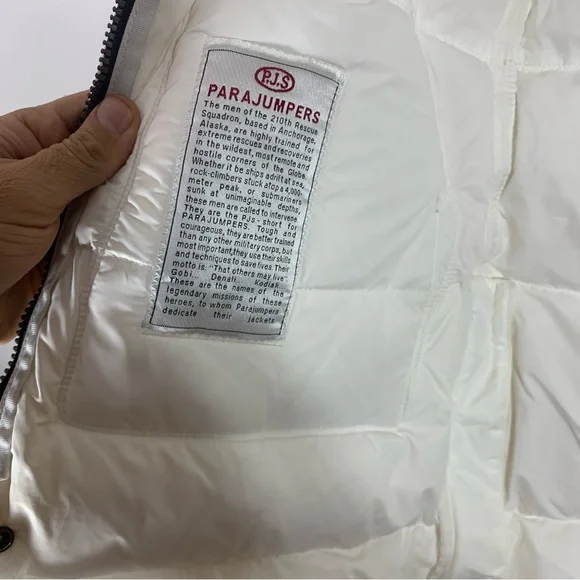 P.J.S
PARAJUMPERS
The men of the 210th Rescue
Squadron, based in Anchorage,
Alaska, are highly trained for
extreme rescues and recoveries
in the wildest, most remote and
hostile corners of the Globe.
Whether it be ships adrift at sea,
rock-climbers stuck atop a 4,000-
meter peak, or submariners
sunk at unimaginable depths,
these men are called to intervene
They are the PJs - short for
PARAJUMPERS. Tough and
courageous, they are better trained
than any other military corps, but
most important, they use their skills
and techniques to save lives. Their
motto is: "That others may live"
Gobi... Denali... Kodiak...
These are the names of the
legendary missions of these
heroes, to whom Parajumpers
dedicate their jackets